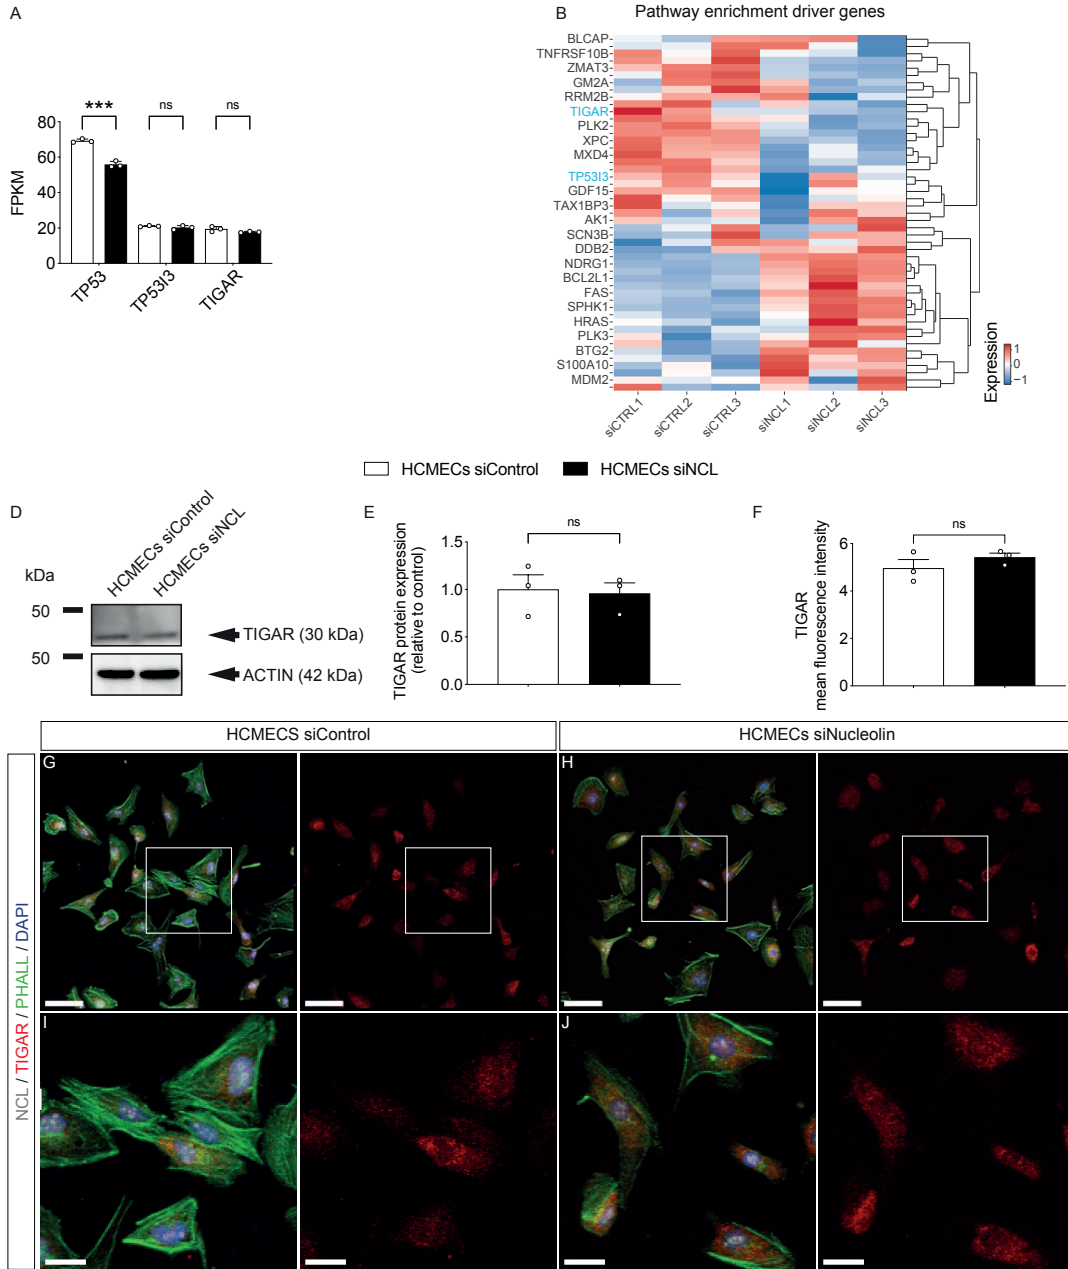 A
B
Pathway enrichment driver genes
FPKM
80
60
40
20
0
***
ns
ns
TP53
TP53I3
TIGAR
BLCAP
TNFRSF10B
ZMAT3
GM2A
RRM2B
TIGAR
PLK2
XPC
MXD4
TP53I3
GDF15
TAX1BP3
AK1
SCN3B
DDB2
NDRG1
BCL2L1
FAS
SPHK1
HRAS
PLK3
BTG2
S100A10
MDM2
siCTRL1
siCTRL2
siCTRL3
siNCL1
siNCL2
siNCL3
Expression
1
0
−1
HCMECs siControl
HCMECs siNCL
D
HCMECs siControl
HCMECs siNCL
kDa
50
50
TIGAR (30 kDa)
ACTIN (42 kDa)
E
TIGAR protein expression
(relative to control)
1.5
1.0
0.5
0.0
ns
F
TIGAR
mean fluorescence intensity
6
4
2
0
ns
HCMECS siControl
HCMECs siNucleolin
NCL / TIGAR / PHALL / DAPI
G
H
I
J